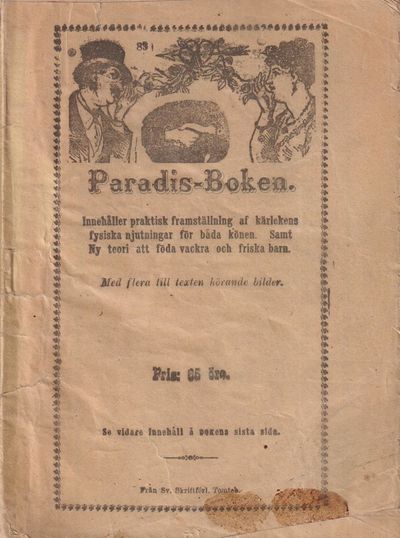 83
Paradis-Boken.
Innehåller praktisk framställning af kärlekens
fysiska njutningar för båda könen. Samt
Ny teori att föda vackra och friska barn.
Med flera till texten hörande bilder.
Pris: 65 öre.
Se vidare innehåll å bokens sista sida.
Från Sv. Skriftförl. Tomteb.